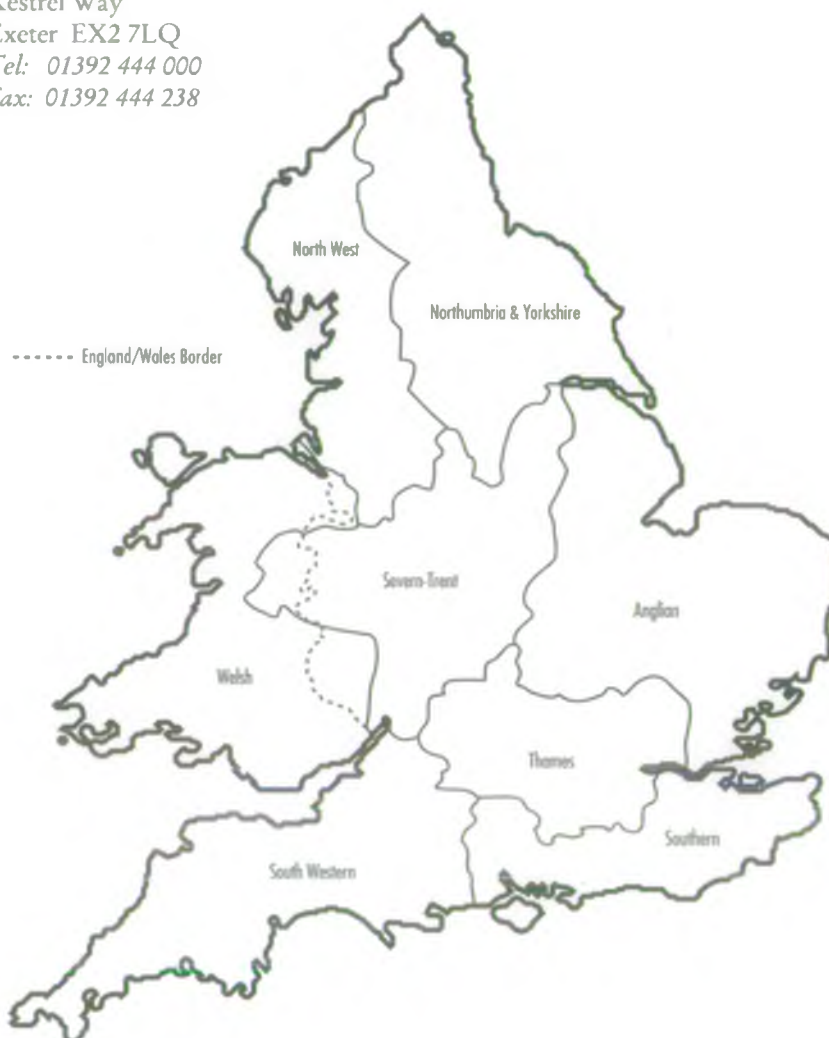 Kestrel Way
Exeter EX2 7LQ
Tel: 01392 444 000
Fax: 01392 444 238
North West
Northumbria & Yorkshire
------ England/Wales Border
Severn-Trent
Anglian
Welsh
Thames
Southern
South Western